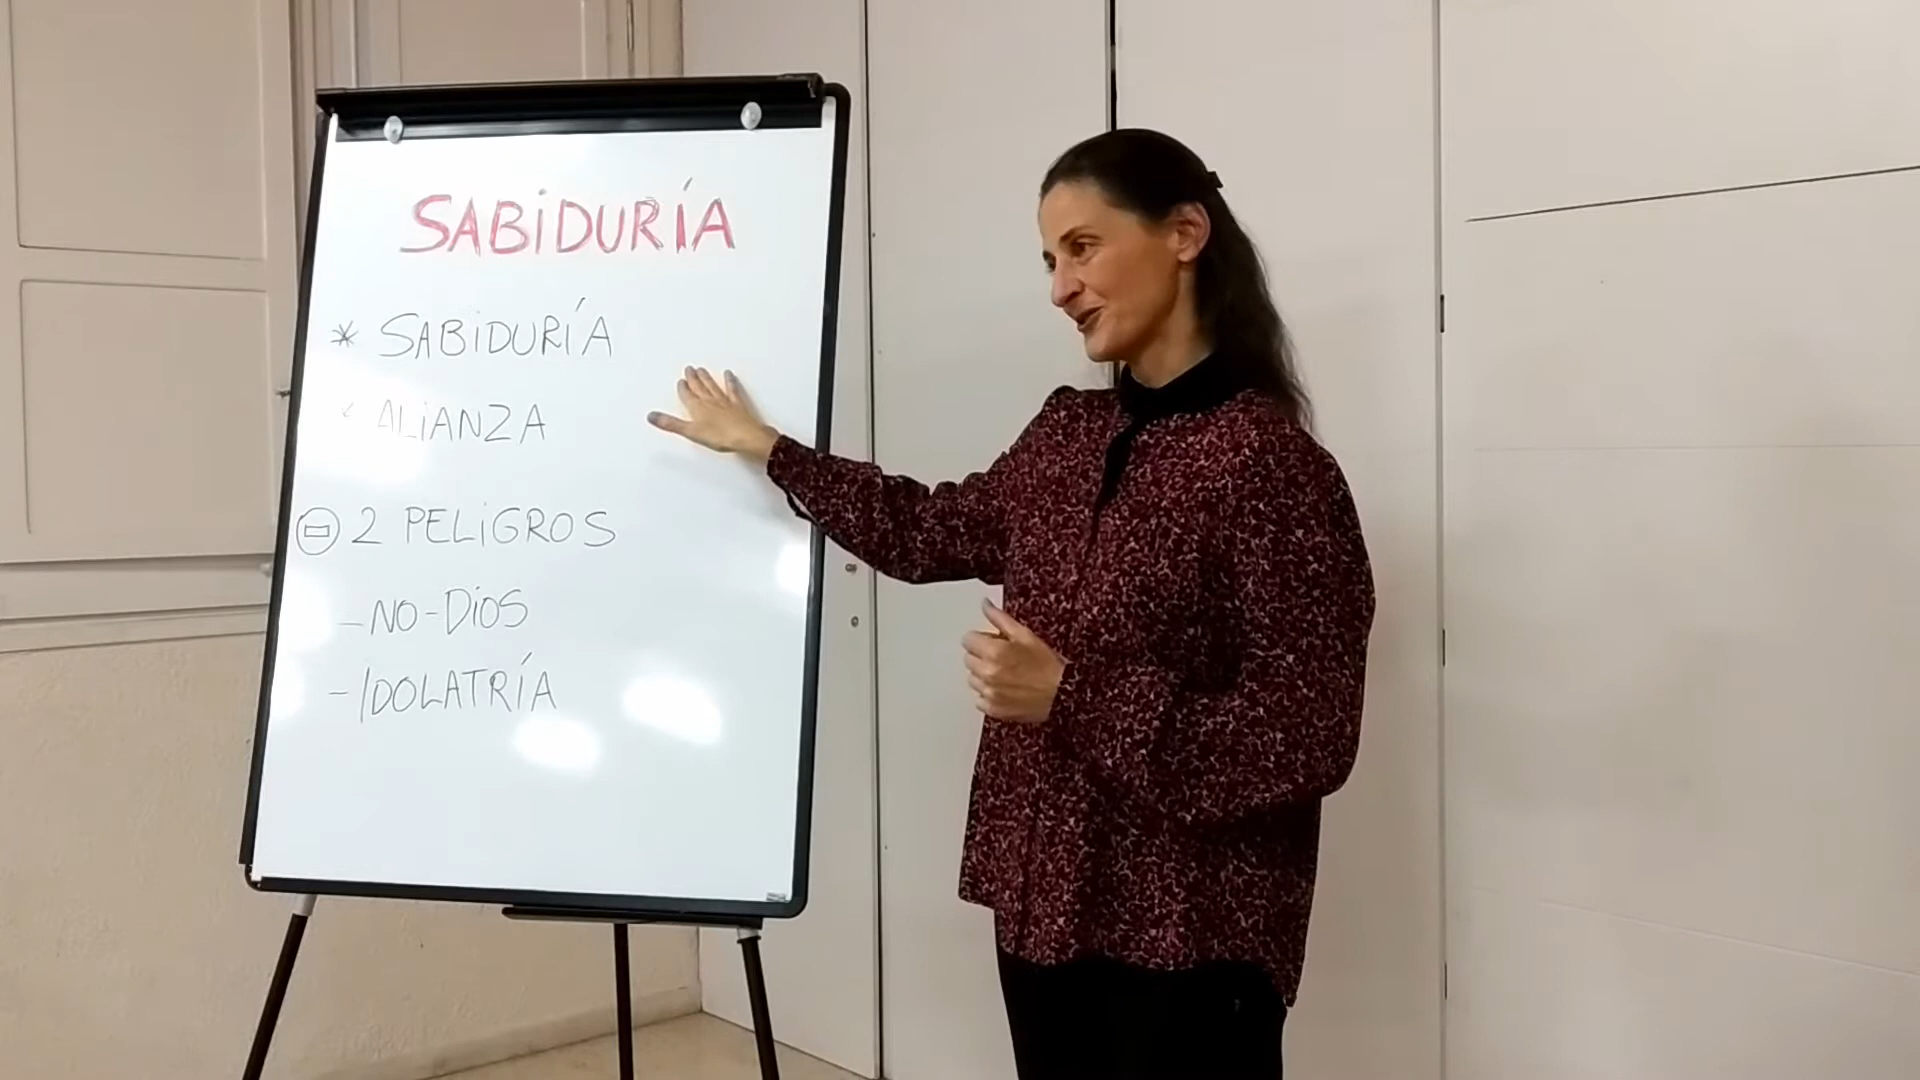 SABiDURÍA
* SABiDURÍA
ALiANZA
⊖ 2 PELiGROS
- NO-DiOS
- IDOLATRÍA